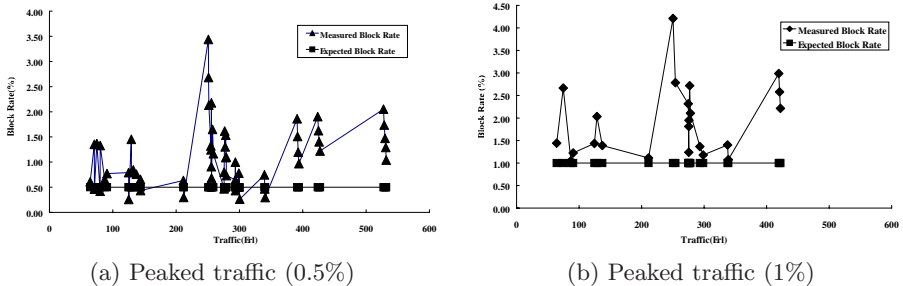 4.00
3.50
3.00
2.50
2.00
1.50
1.00
0.50
0.00
Block Rate(%)
0 100 200 300 400 500 600
Traffic(Erl)
Measured Block Rate
Expected Block Rate
(a) Peaked traffic (0.5%)
4.50
4.00
3.50
3.00
2.50
2.00
1.50
1.00
0.50
0.00
Block Rate (%)
0 100 200 300 400 500 600
Traffic(Erl)
Measured Block Rate
Expected Block Rate
(b) Peaked traffic (1%)